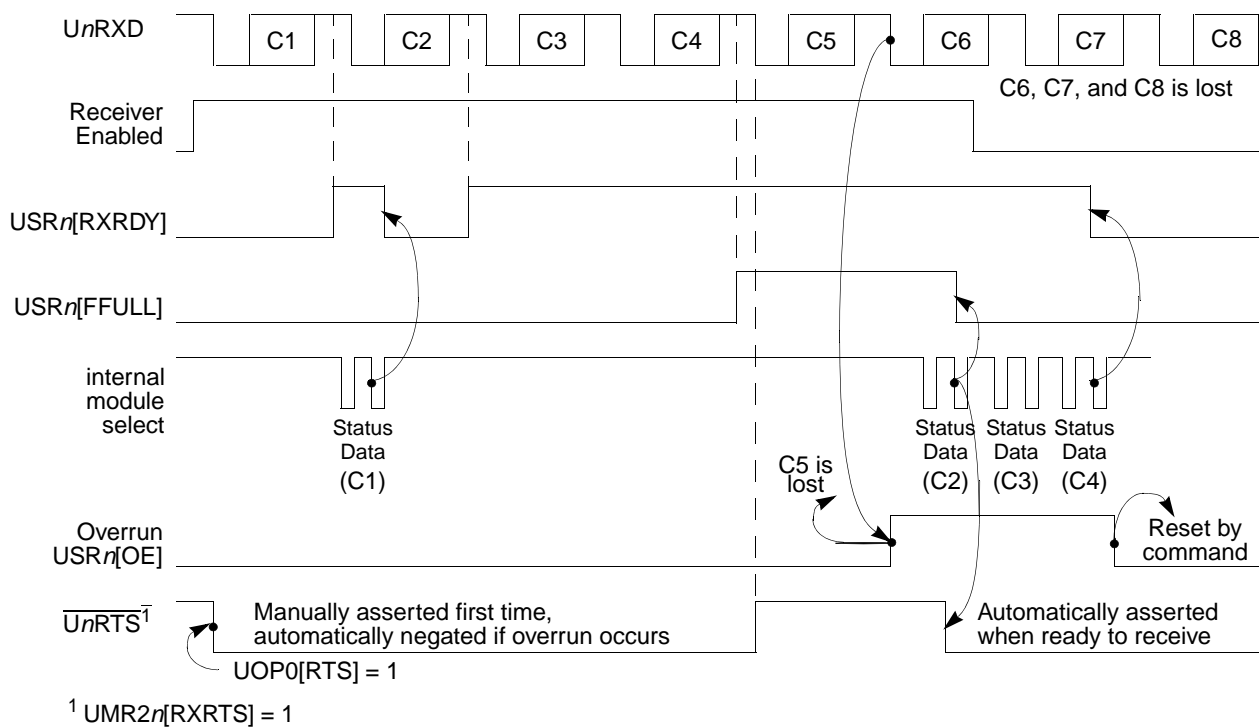 UnRXD
C1
C2
C3
C4
C5
C6
C7
C8
C6, C7, and C8 is lost
Receiver
Enabled
USRn[RXRDY]
USRn[FFULL]
internal
module
select
Status
Data
(C1)
Status
Data
(C2)
Status
Data
(C3)
Status
Data
(C4)
C5 is
lost
Overrun
USRn[OE]
Reset by
command
UnRTS1
Manually asserted first time,
automatically negated if overrun occurs
Automatically asserted
when ready to receive
UOP0[RTS] = 1
1 UMR2n[RXRTS] = 1